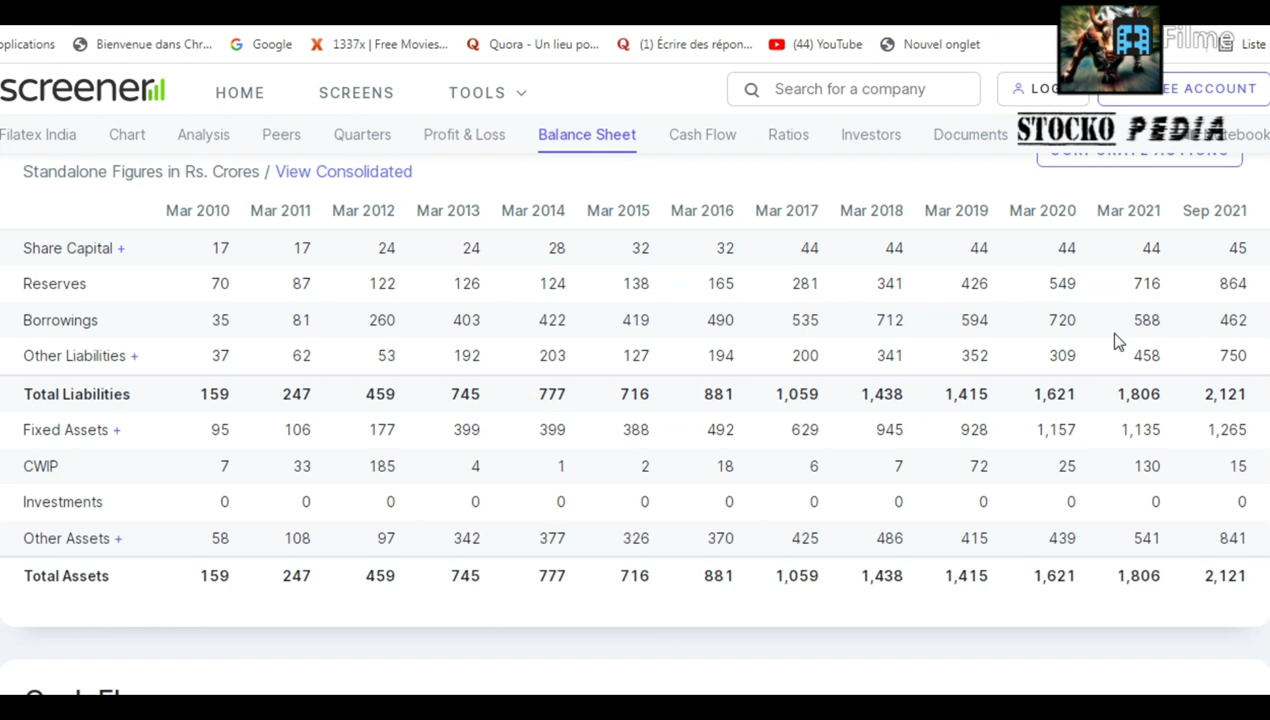 pplications Bienvenue dans Chr... Google 1337x | Free Movies... Quora - Un lieu po... (1) Écrire des répon... (44) YouTube Nouvel onglet Filme Liste
screener HOME SCREENS TOOLS Search for a company LOG EE ACCOUNT
Filatex India Chart Analysis Peers Quarters Profit & Loss Balance Sheet Cash Flow Ratios Investors Documents STOCKO PEDIA tebook
Standalone Figures in Rs. Crores / View Consolidated CORPORATE ACTIONS
Mar 2010 Mar 2011 Mar 2012 Mar 2013 Mar 2014 Mar 2015 Mar 2016 Mar 2017 Mar 2018 Mar 2019 Mar 2020 Mar 2021 Sep 2021
Share Capital + 17 17 24 24 28 32 32 44 44 44 44 44 45
Reserves 70 87 122 126 124 138 165 281 341 426 549 716 864
Borrowings 35 81 260 403 422 419 490 535 712 594 720 588 462
Other Liabilities + 37 62 53 192 203 127 194 200 341 352 309 458 750
Total Liabilities 159 247 459 745 777 716 881 1,059 1,438 1,415 1,621 1,806 2,121
Fixed Assets + 95 106 177 399 399 388 492 629 945 928 1,157 1,135 1,265
CWIP 7 33 185 4 1 2 18 6 7 72 25 130 15
Investments 0 0 0 0 0 0 0 0 0 0 0 0 0
Other Assets + 58 108 97 342 377 326 370 425 486 415 439 541 841
Total Assets 159 247 459 745 777 716 881 1,059 1,438 1,415 1,621 1,806 2,121